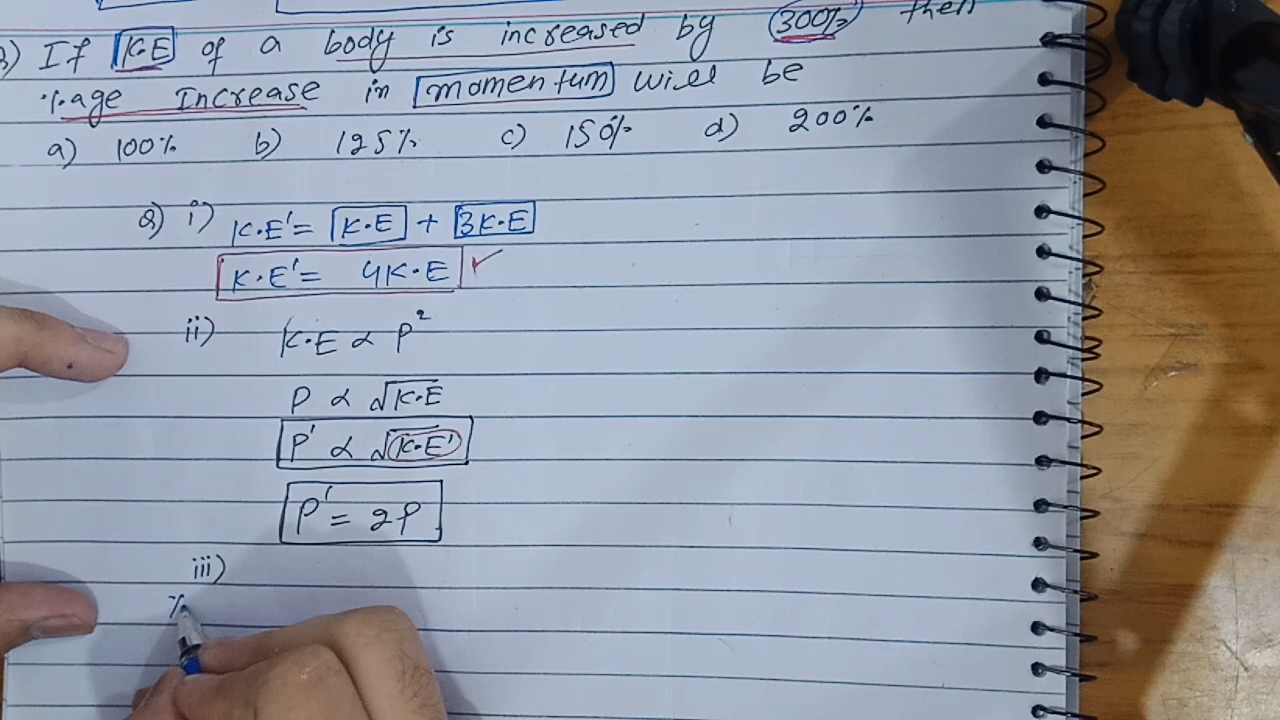 3) If K.E of a body is increased by 300% then
%age Increase in momentum will be
a) 100% b) 125% c) 150% d) 200%
i) K.E' = K.E + 3K.E
K.E' = 4K.E ✓
ii) K.E ∝ P²
P ∝ √K.E
P' ∝ √K.E'
P' = 2P
iii)
%